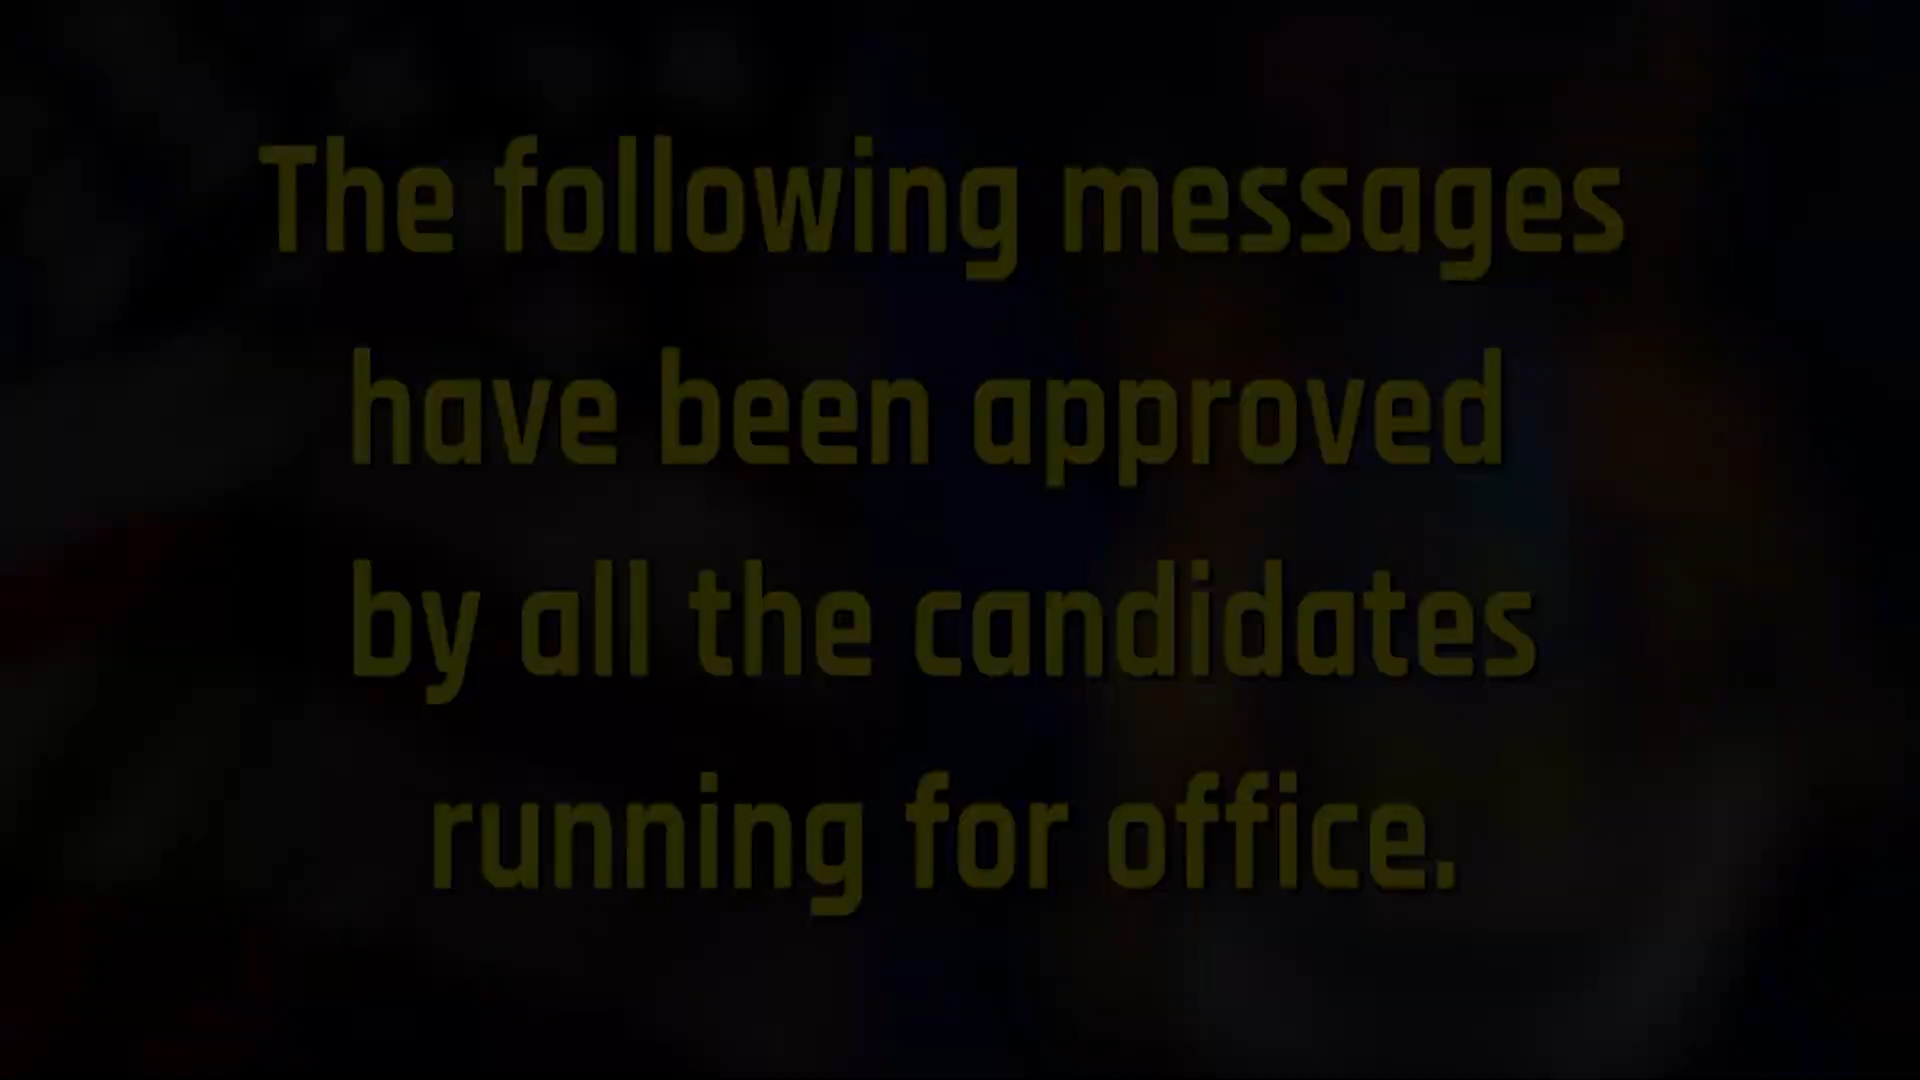 The following messages
have been approved
by all the candidates
running for office.